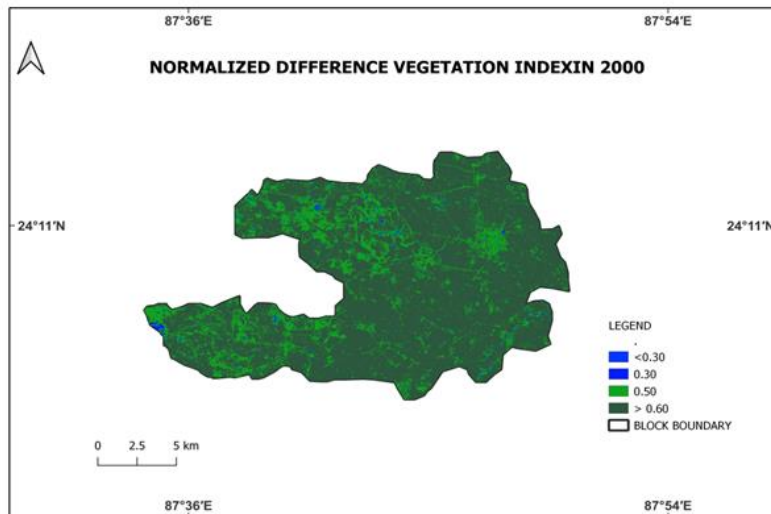 87°36'E 87°54'E
NORMALIZED DIFFERENCE VEGETATION INDEXIN 2000
24°11'N 24°11'N
LEGEND
.
<0.30
0.30
0.50
> 0.60
BLOCK BOUNDARY
0 2.5 5 km
87°36'E 87°54'E